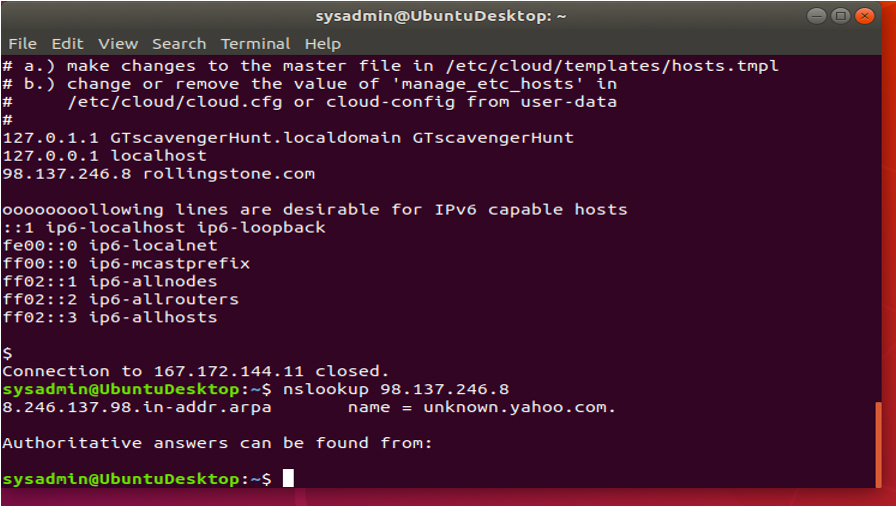 sysadmin@UbuntuDesktop: ~
File Edit View Search Terminal Help
# a.) make changes to the master file in /etc/cloud/templates/hosts.tmpl
# b.) change or remove the value of 'manage_etc_hosts' in
#     /etc/cloud/cloud.cfg or cloud-config from user-data
#
127.0.1.1 GTscavengerHunt.localdomain GTscavengerHunt
127.0.0.1 localhost
98.137.246.8 rollingstone.com
oooooooollowing lines are desirable for IPv6 capable hosts
::1 ip6-localhost ip6-loopback
fe00::0 ip6-localnet
ff00::0 ip6-mcastprefix
ff02::1 ip6-allnodes
ff02::2 ip6-allrouters
ff02::3 ip6-allhosts
$
Connection to 167.172.144.11 closed.
sysadmin@UbuntuDesktop:~$ nslookup 98.137.246.8
8.246.137.98.in-addr.arpa       name = unknown.yahoo.com.
Authoritative answers can be found from:
sysadmin@UbuntuDesktop:~$